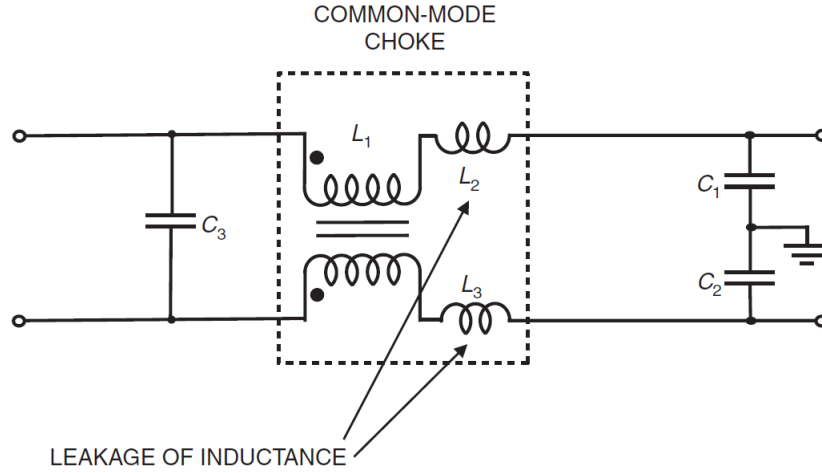 COMMON-MODE
CHOKE
L1
L2
C3
C1
C2
L3
LEAKAGE OF INDUCTANCE